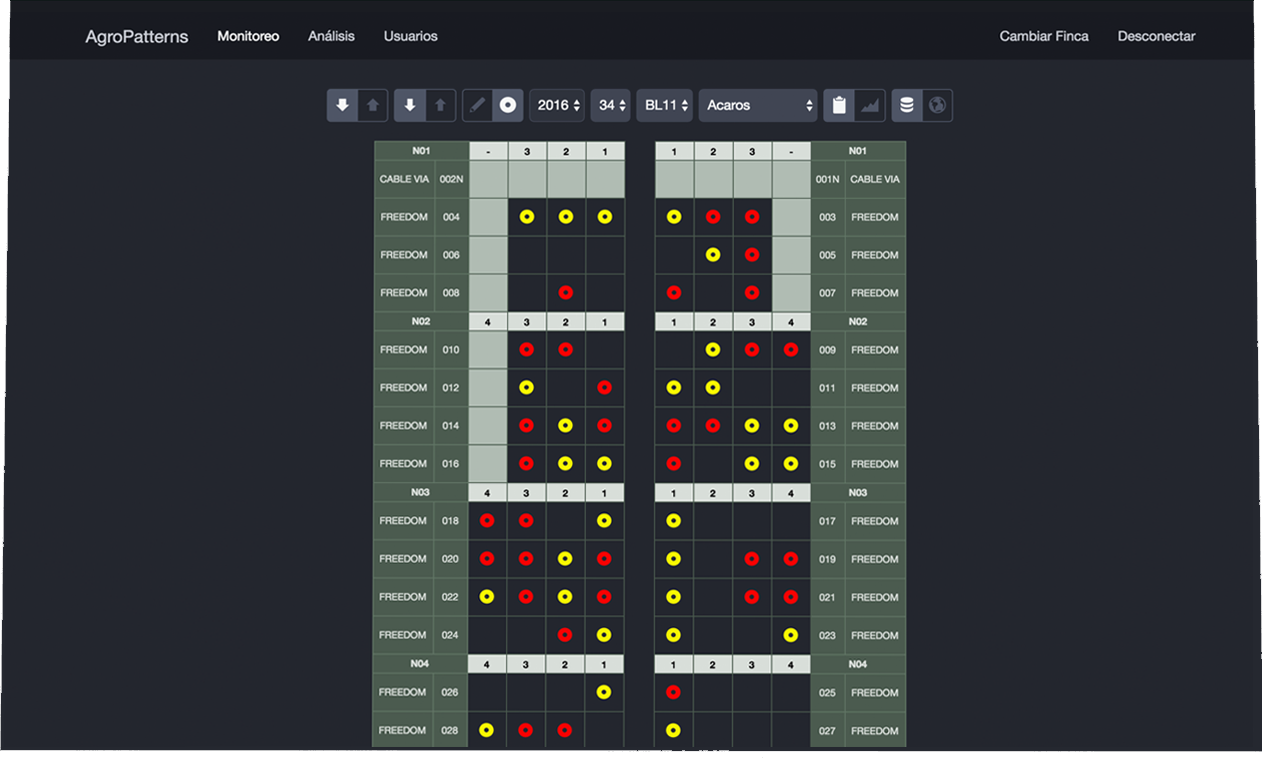 AgroPatterns Monitoreo Análisis Usuarios Cambiar Finca Desconectar
2016 34 BL11 Acaros
N01 - 3 2 1 1 2 3 - N01
CABLE VIA 002N 001N CABLE VIA
FREEDOM 004 003 FREEDOM
FREEDOM 006 005 FREEDOM
FREEDOM 008 007 FREEDOM
N02 4 3 2 1 1 2 3 4 N02
FREEDOM 010 009 FREEDOM
FREEDOM 012 011 FREEDOM
FREEDOM 014 013 FREEDOM
FREEDOM 016 015 FREEDOM
N03 4 3 2 1 1 2 3 4 N03
FREEDOM 018 017 FREEDOM
FREEDOM 020 019 FREEDOM
FREEDOM 022 021 FREEDOM
FREEDOM 024 023 FREEDOM
N04 4 3 2 1 1 2 3 4 N04
FREEDOM 026 025 FREEDOM
FREEDOM 028 027 FREEDOM